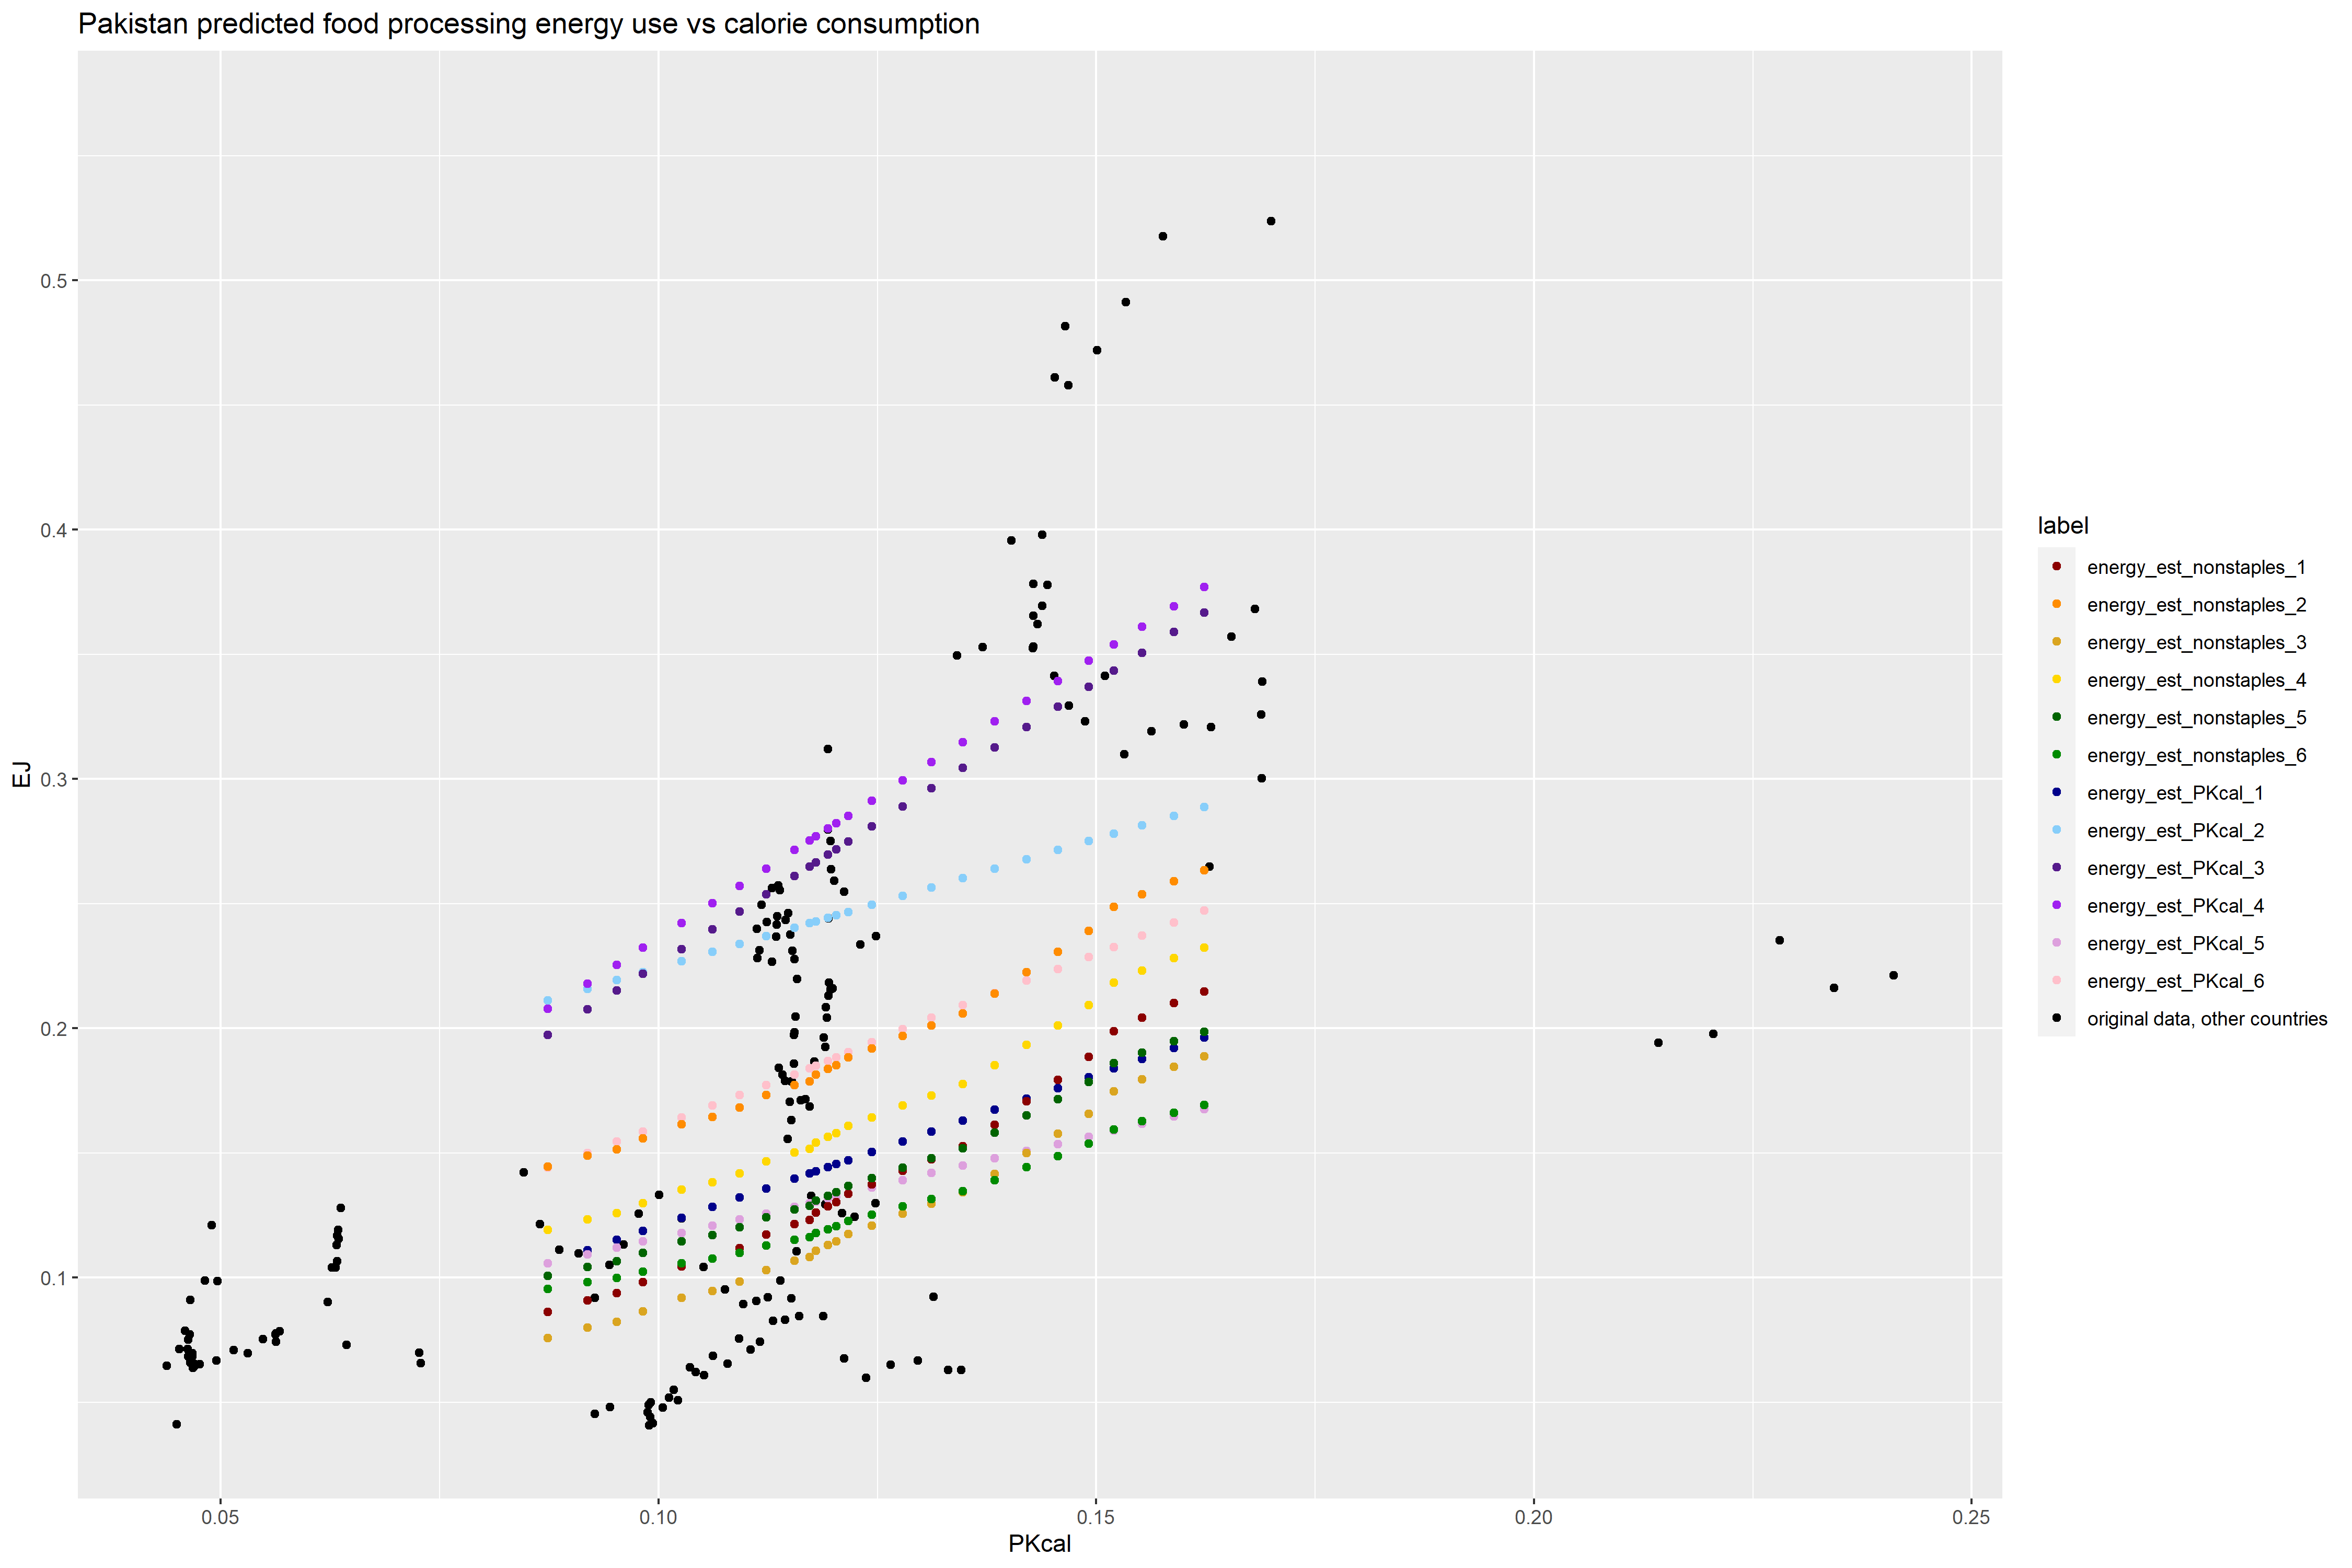 Pakistan predicted food processing energy use vs calorie consumption
0.5
0.4
0.3
0.2
0.1
EJ
0.05
0.10
0.15
0.20
0.25
PKcal
label
energy_est_nonstaples_1
energy_est_nonstaples_2
energy_est_nonstaples_3
energy_est_nonstaples_4
energy_est_nonstaples_5
energy_est_nonstaples_6
energy_est_PKcal_1
energy_est_PKcal_2
energy_est_PKcal_3
energy_est_PKcal_4
energy_est_PKcal_5
energy_est_PKcal_6
original data, other countries